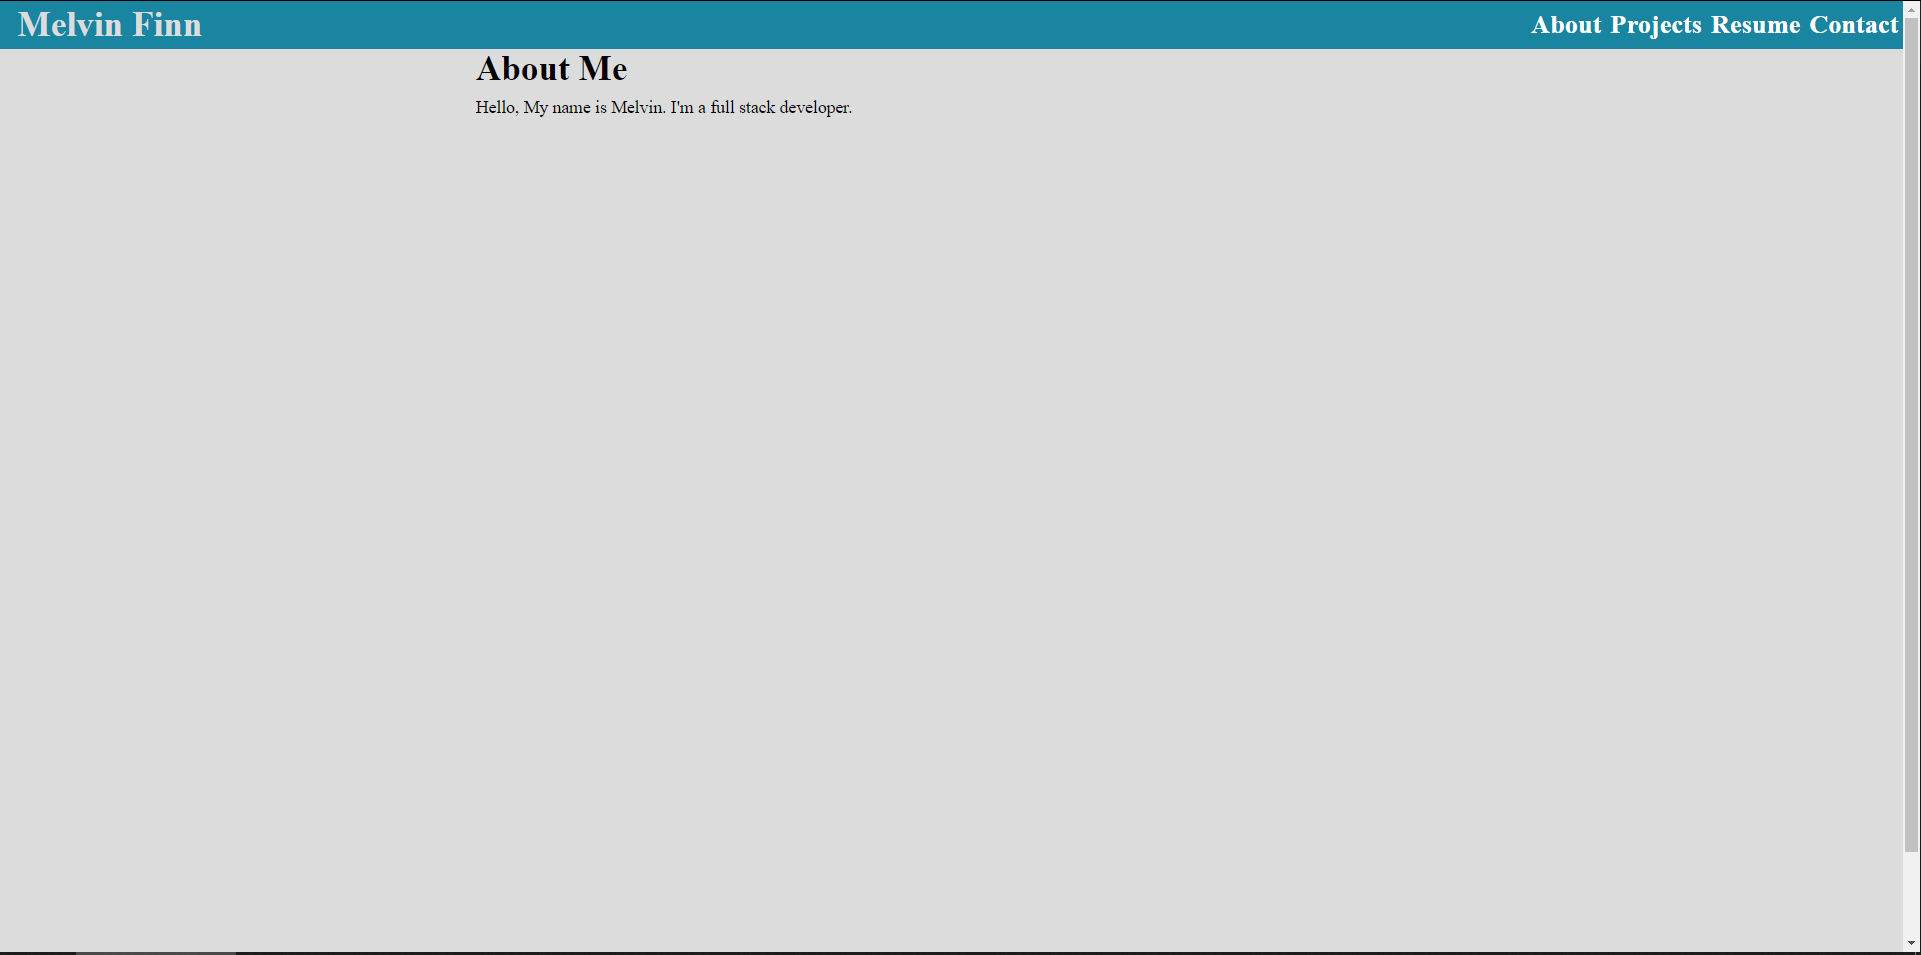 Melvin Finn
About Projects Resume Contact
About Me
Hello, My name is Melvin. I'm a full stack developer.